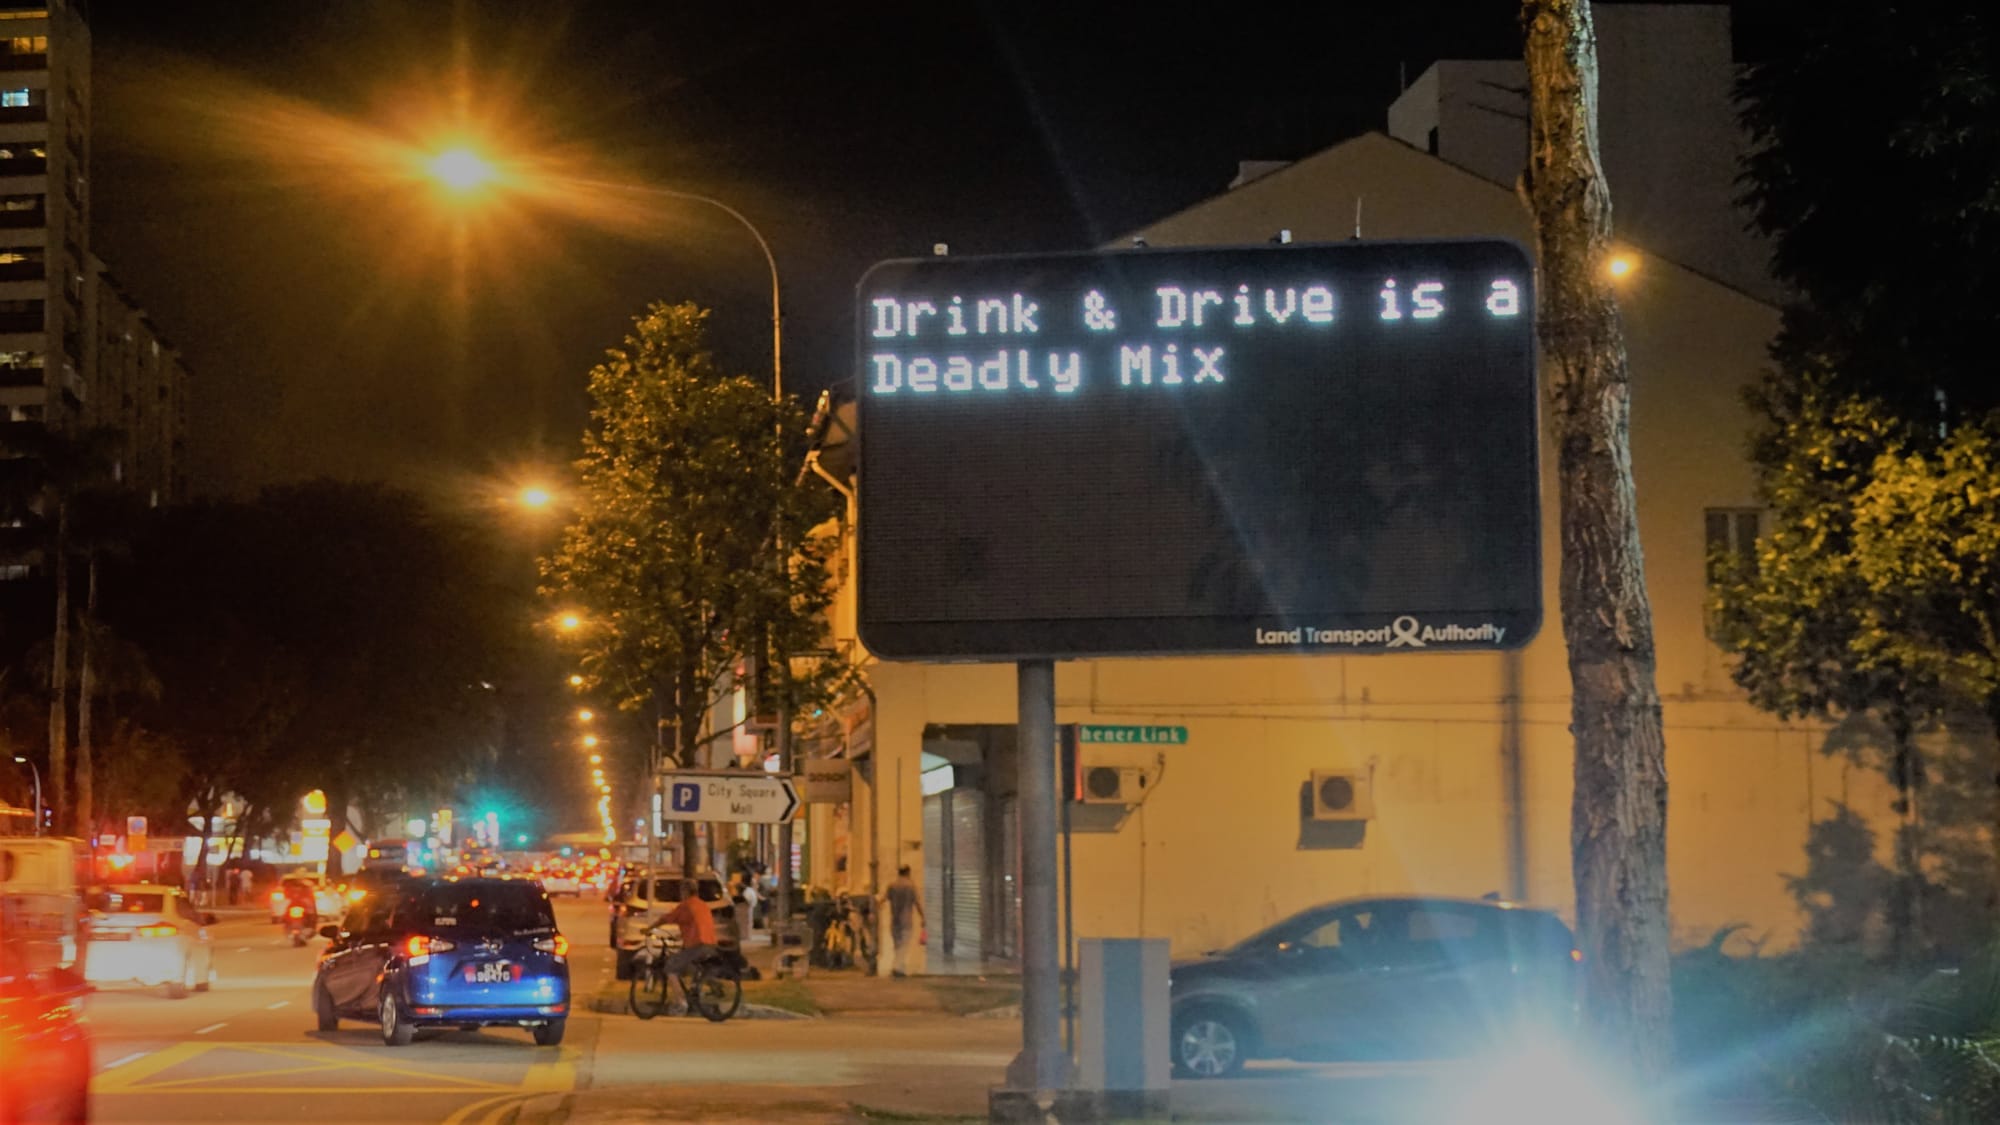 Drink & Drive is a
Deadly Mix
Land Transport Authority
hener Link
P
City Square
Mall